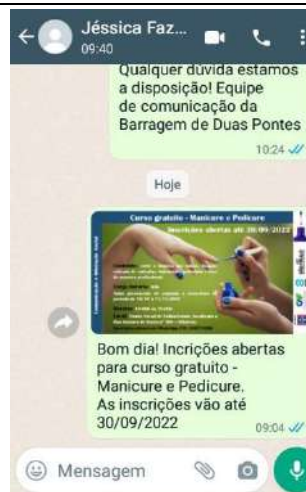 Jéssica Faz...
09:40
Qualquer dúvida estamos
a disposição! Equipe
de comunicação da
Barragem de Duas Pontes
10:24
Hoje
Curso gratuito - Manicure e Pedicure
Inscrições abertas até 30/09/2022
Bom dia! Incrições abertas
para curso gratuito -
Manicure e Pedicure.
As inscrições vão até
30/09/2022
09:04
Mensagem